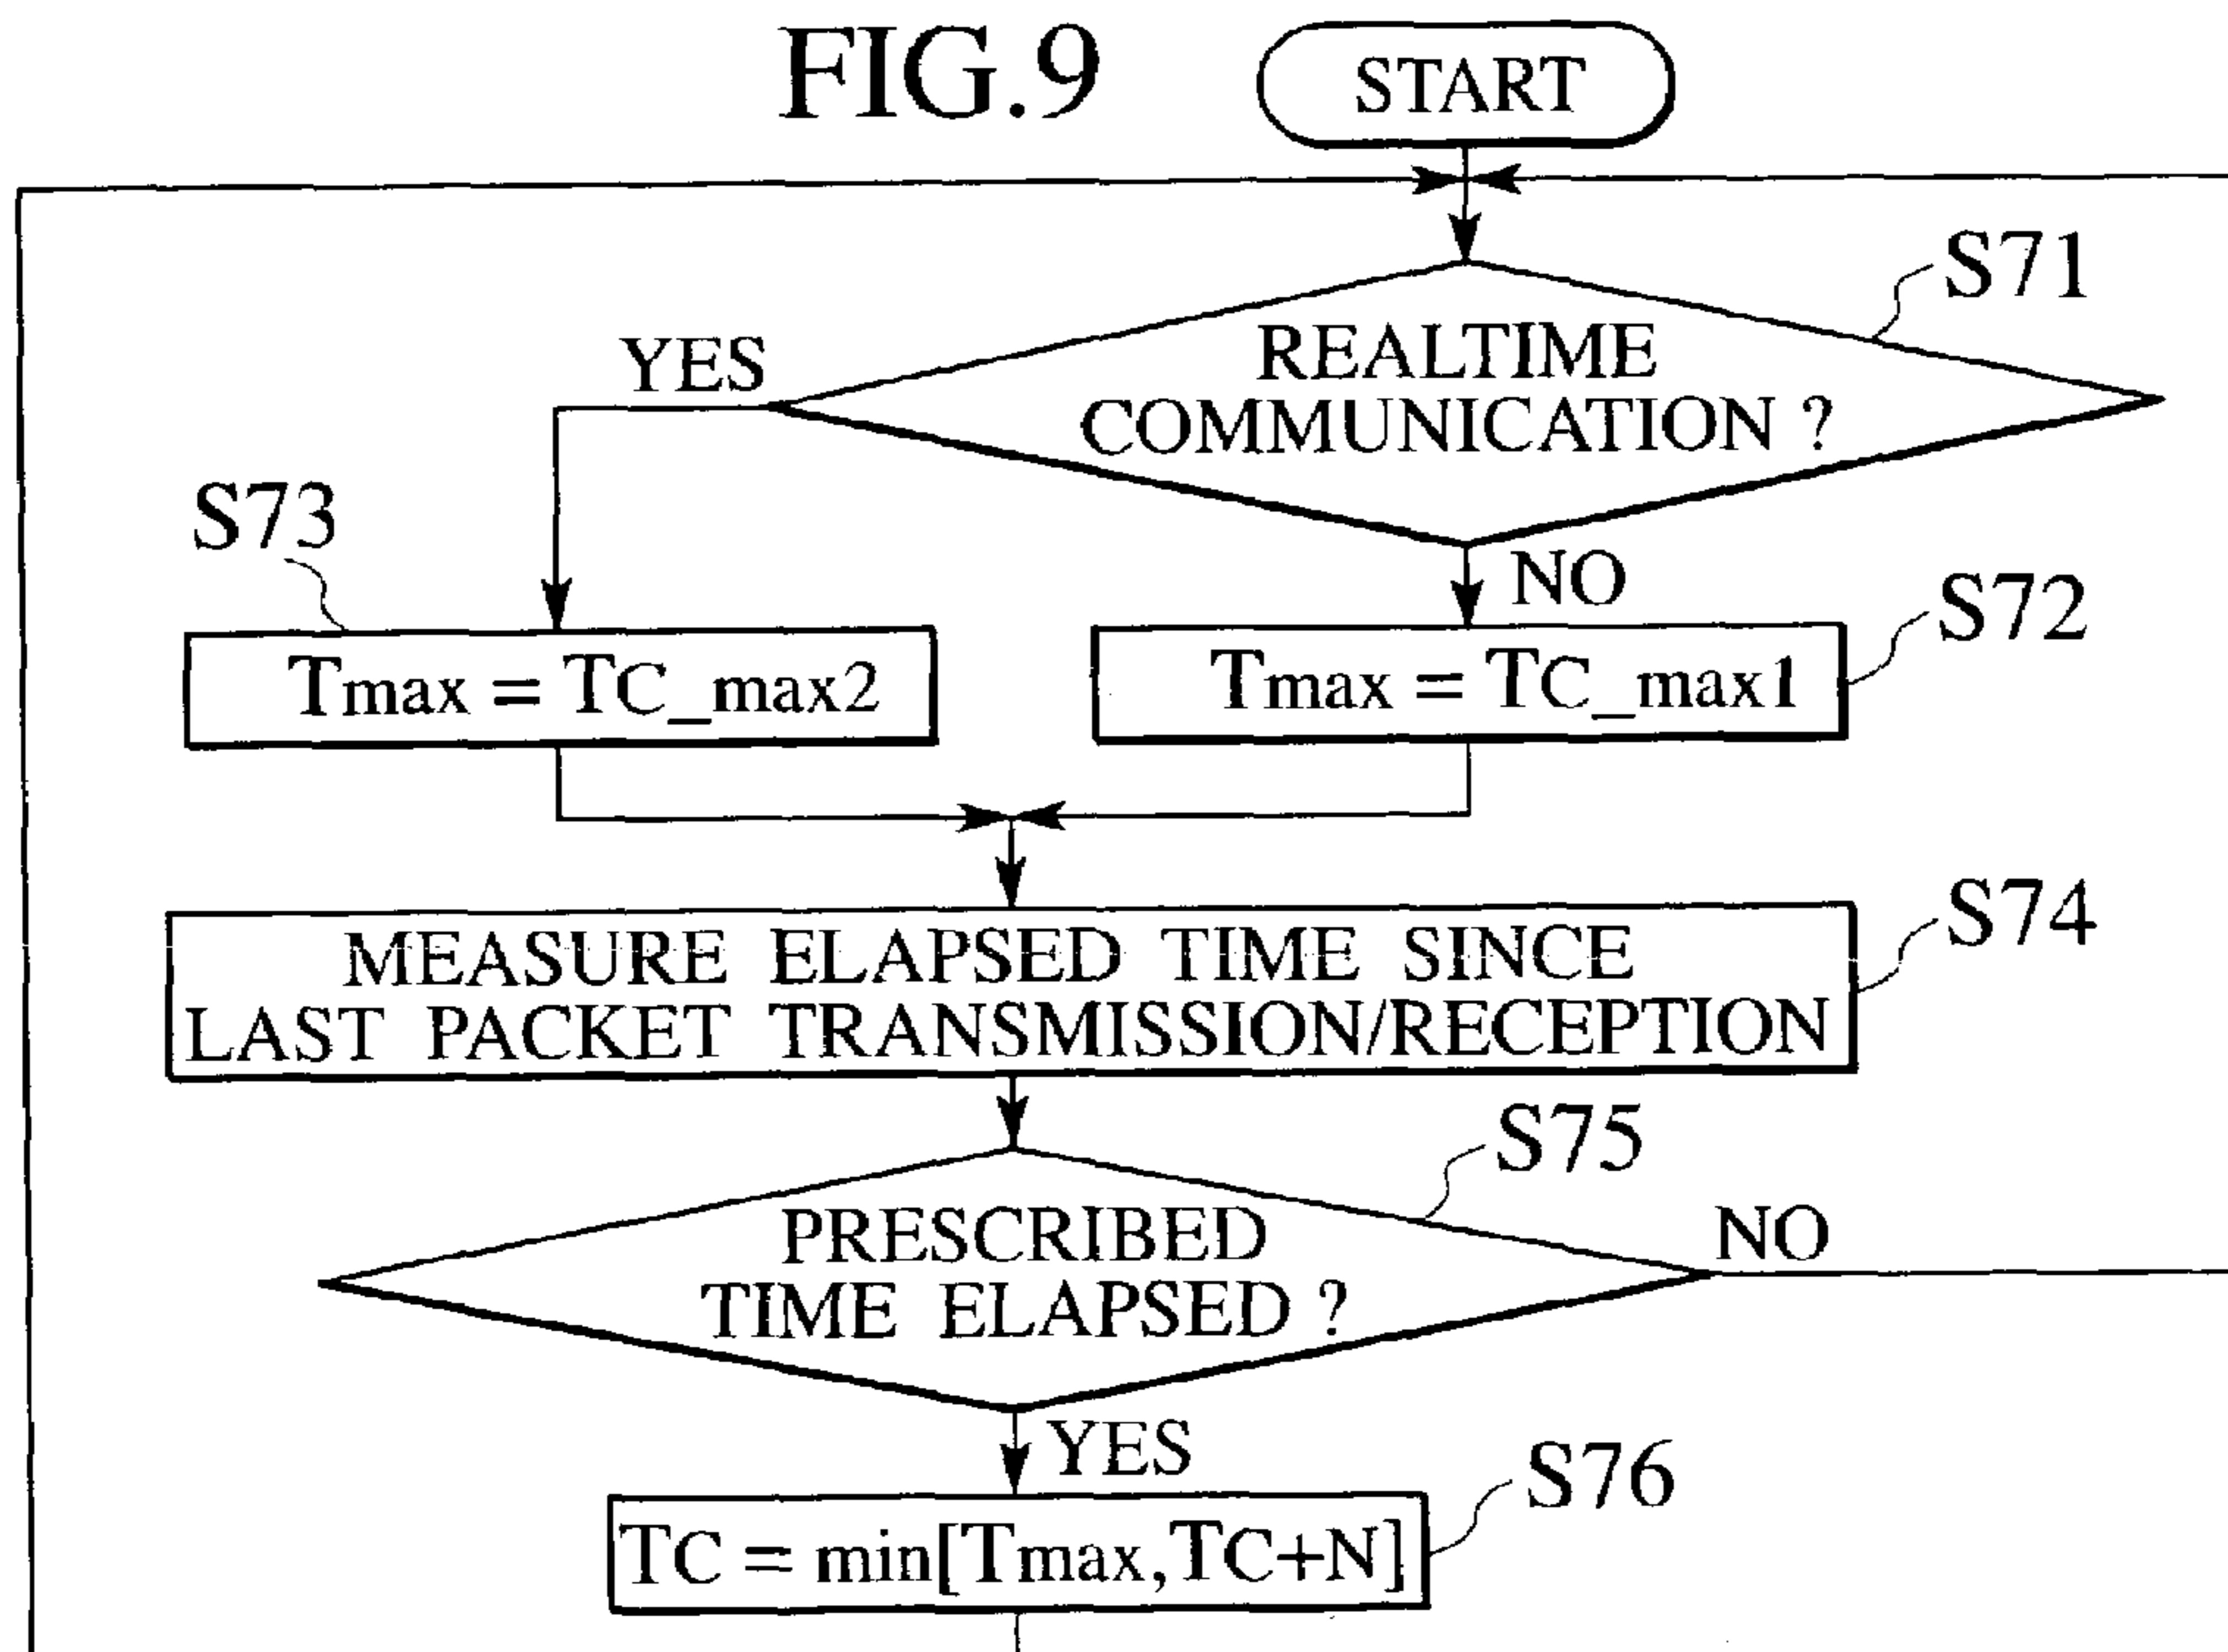 FIG.9
START
S71
REALTIME
COMMUNICATION ?
YES
NO
S73
S72
Tmax = TC_max2
Tmax = TC_max1
S74
MEASURE ELAPSED TIME SINCE
LAST PACKET TRANSMISSION/RECEPTION
S75
PRESCRIBED
TIME ELAPSED ?
NO
YES
S76
TC = min[Tmax,TC+N]